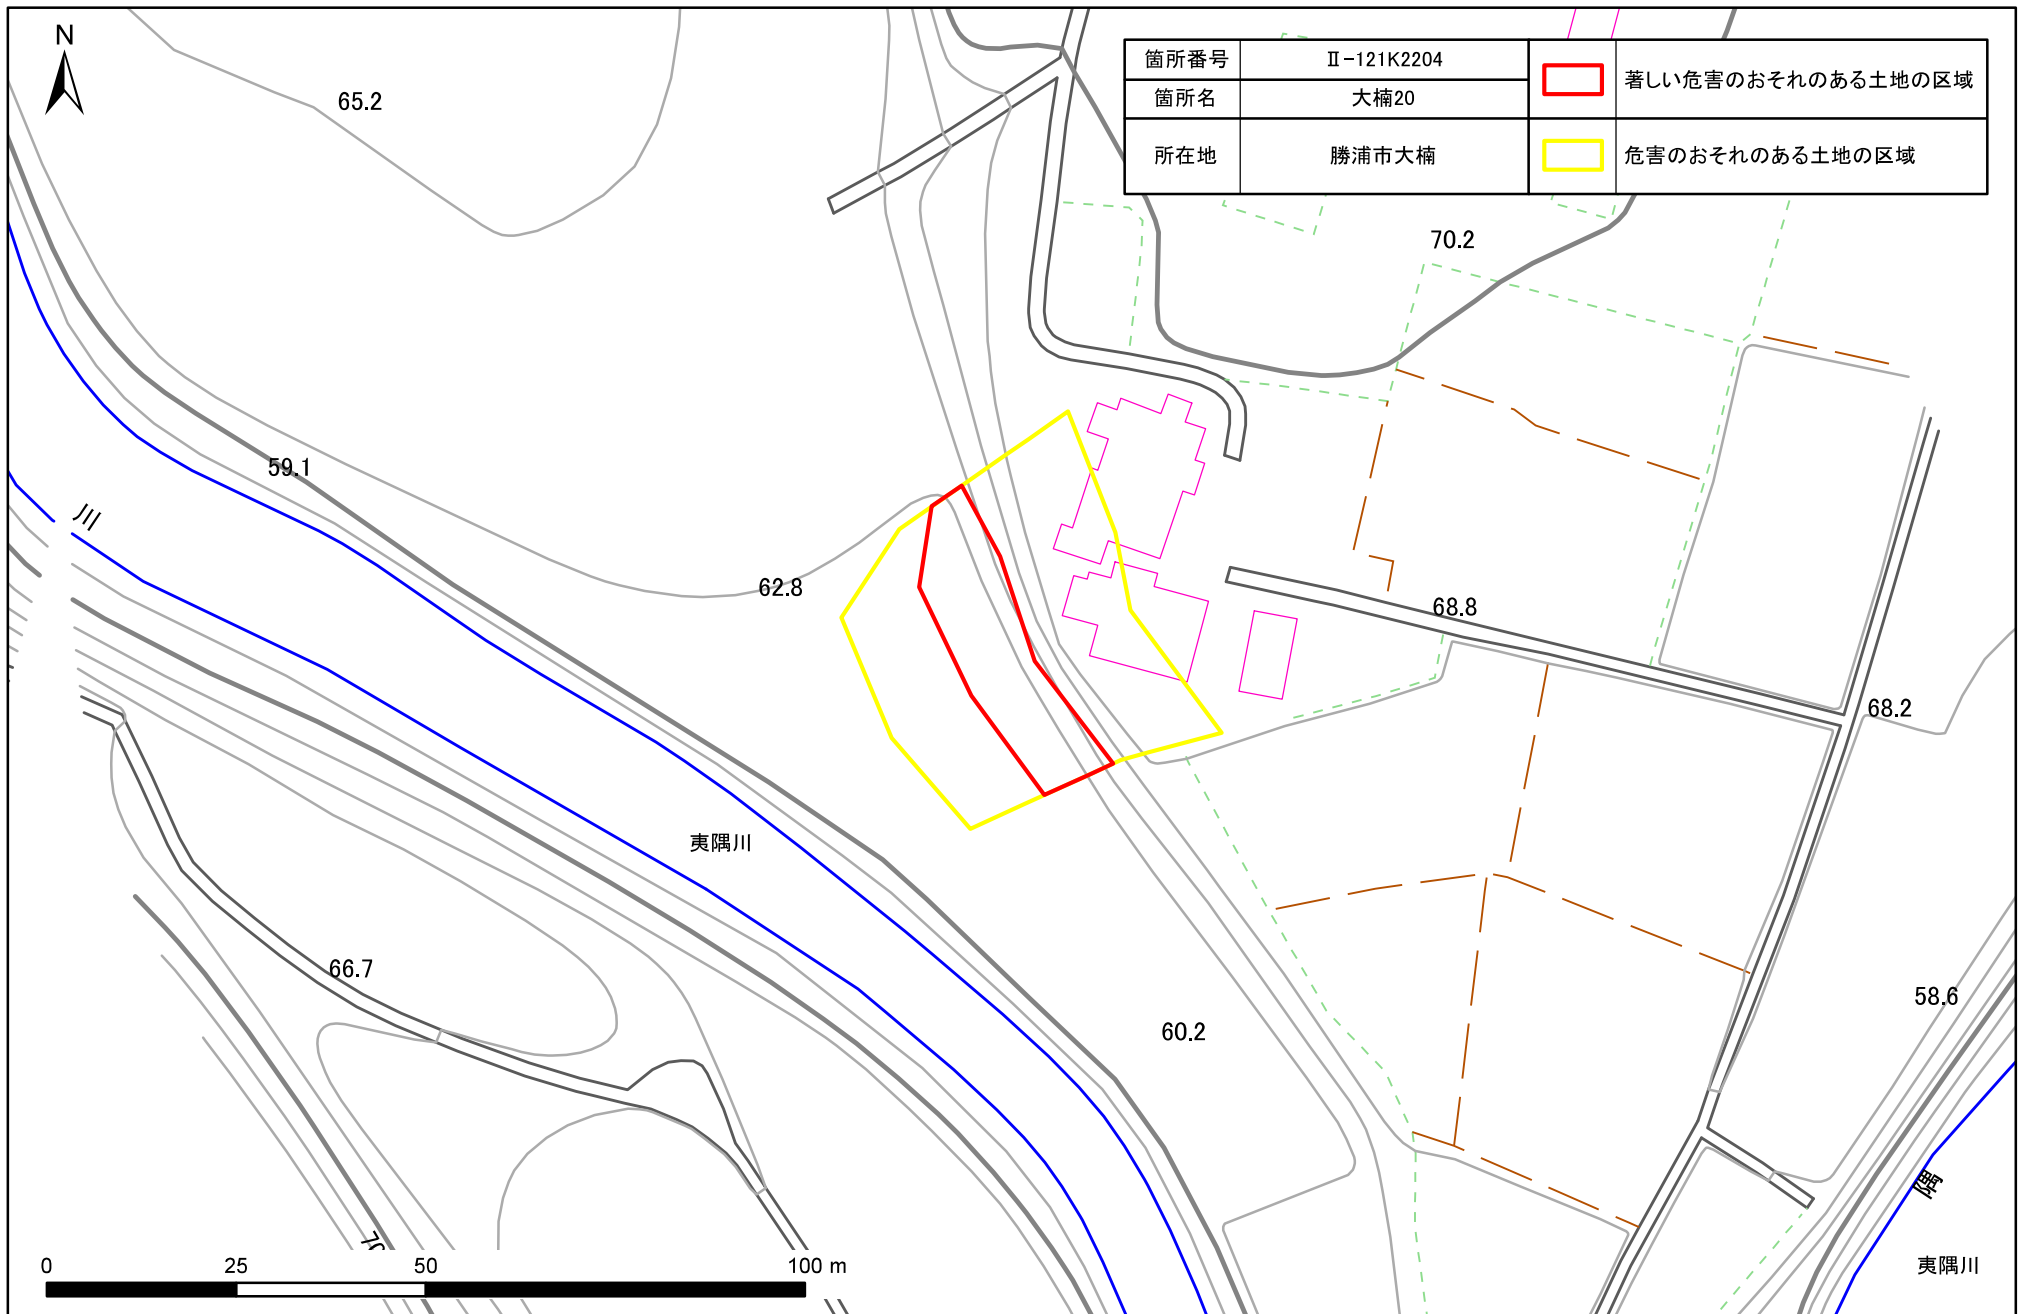 N
箇所番号 Ⅱ-121K2204
著しい危害のおそれのある土地の区域
箇所名 大楠20
所在地 勝浦市大楠
危害のおそれのある土地の区域
65.2
70.2
59.1
川
62.8
68.8
68.2
夷隅川
66.7
58.6
60.2
隅
夷隅川
0 25 50 100 m